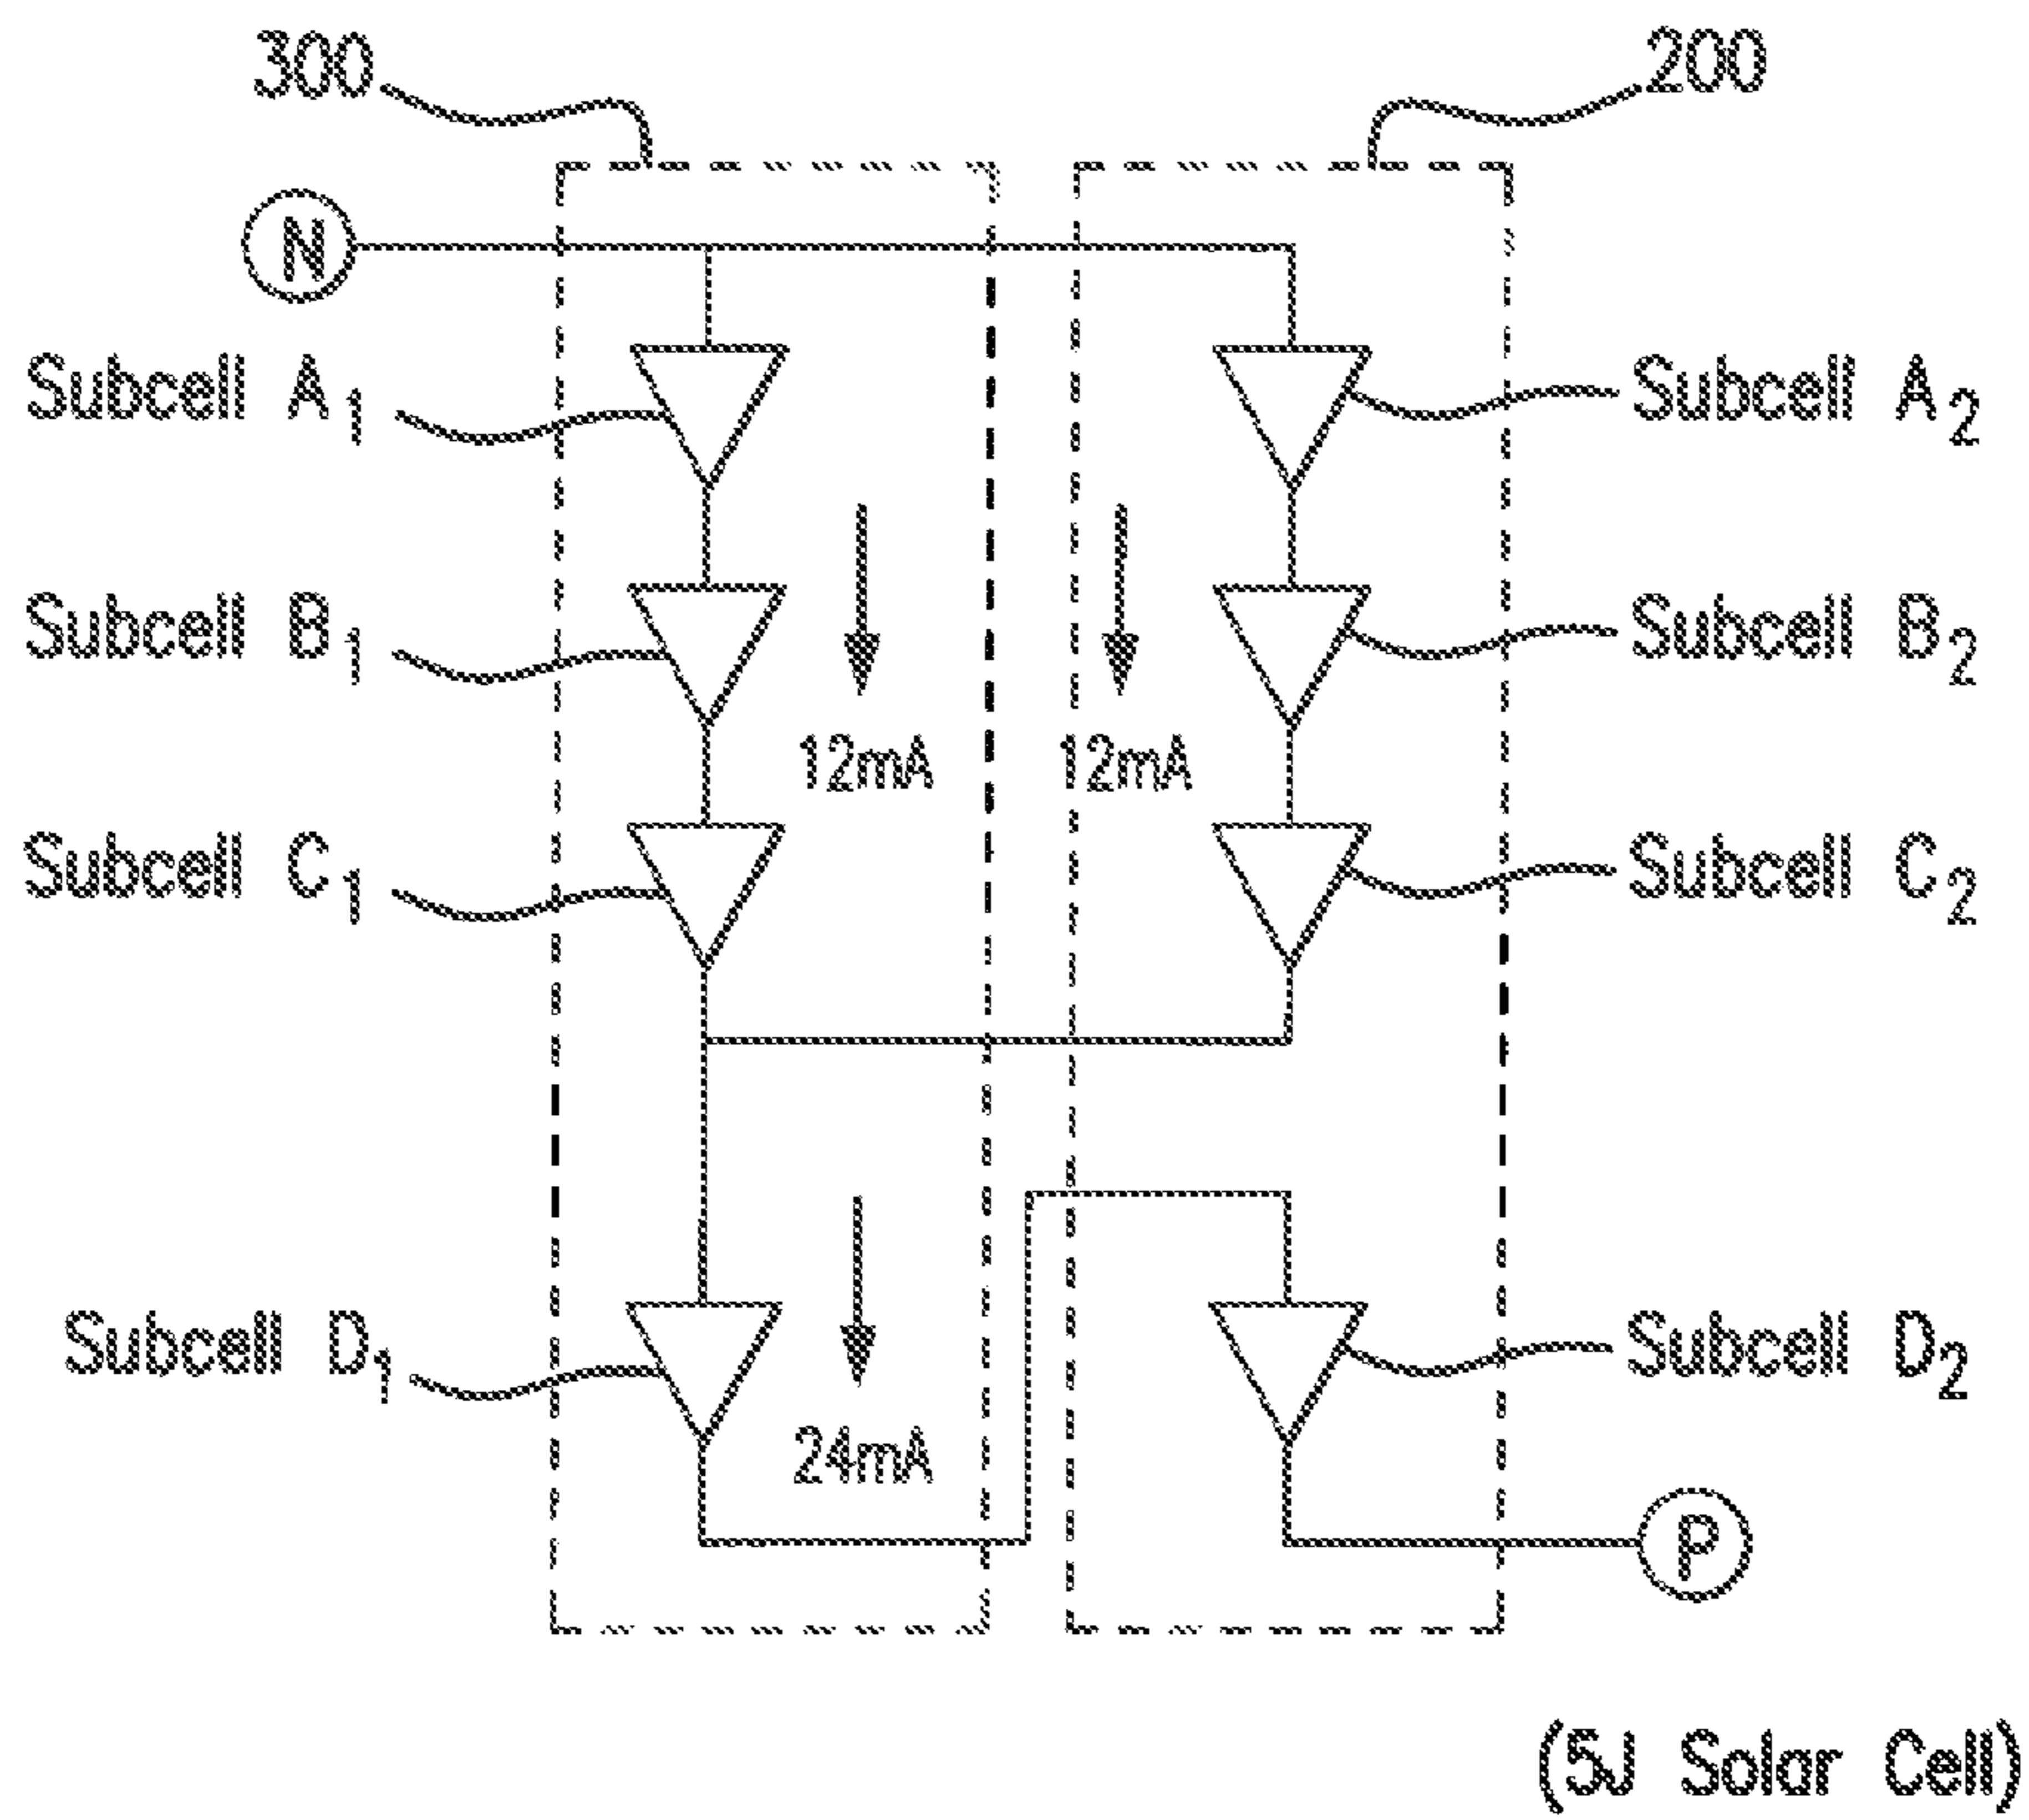 300
200
N
Subcell A1
Subcell A2
Subcell B1
Subcell B2
12mA
12mA
Subcell C1
Subcell C2
Subcell D1
Subcell D2
24mA
P
(5J Solar Cell)